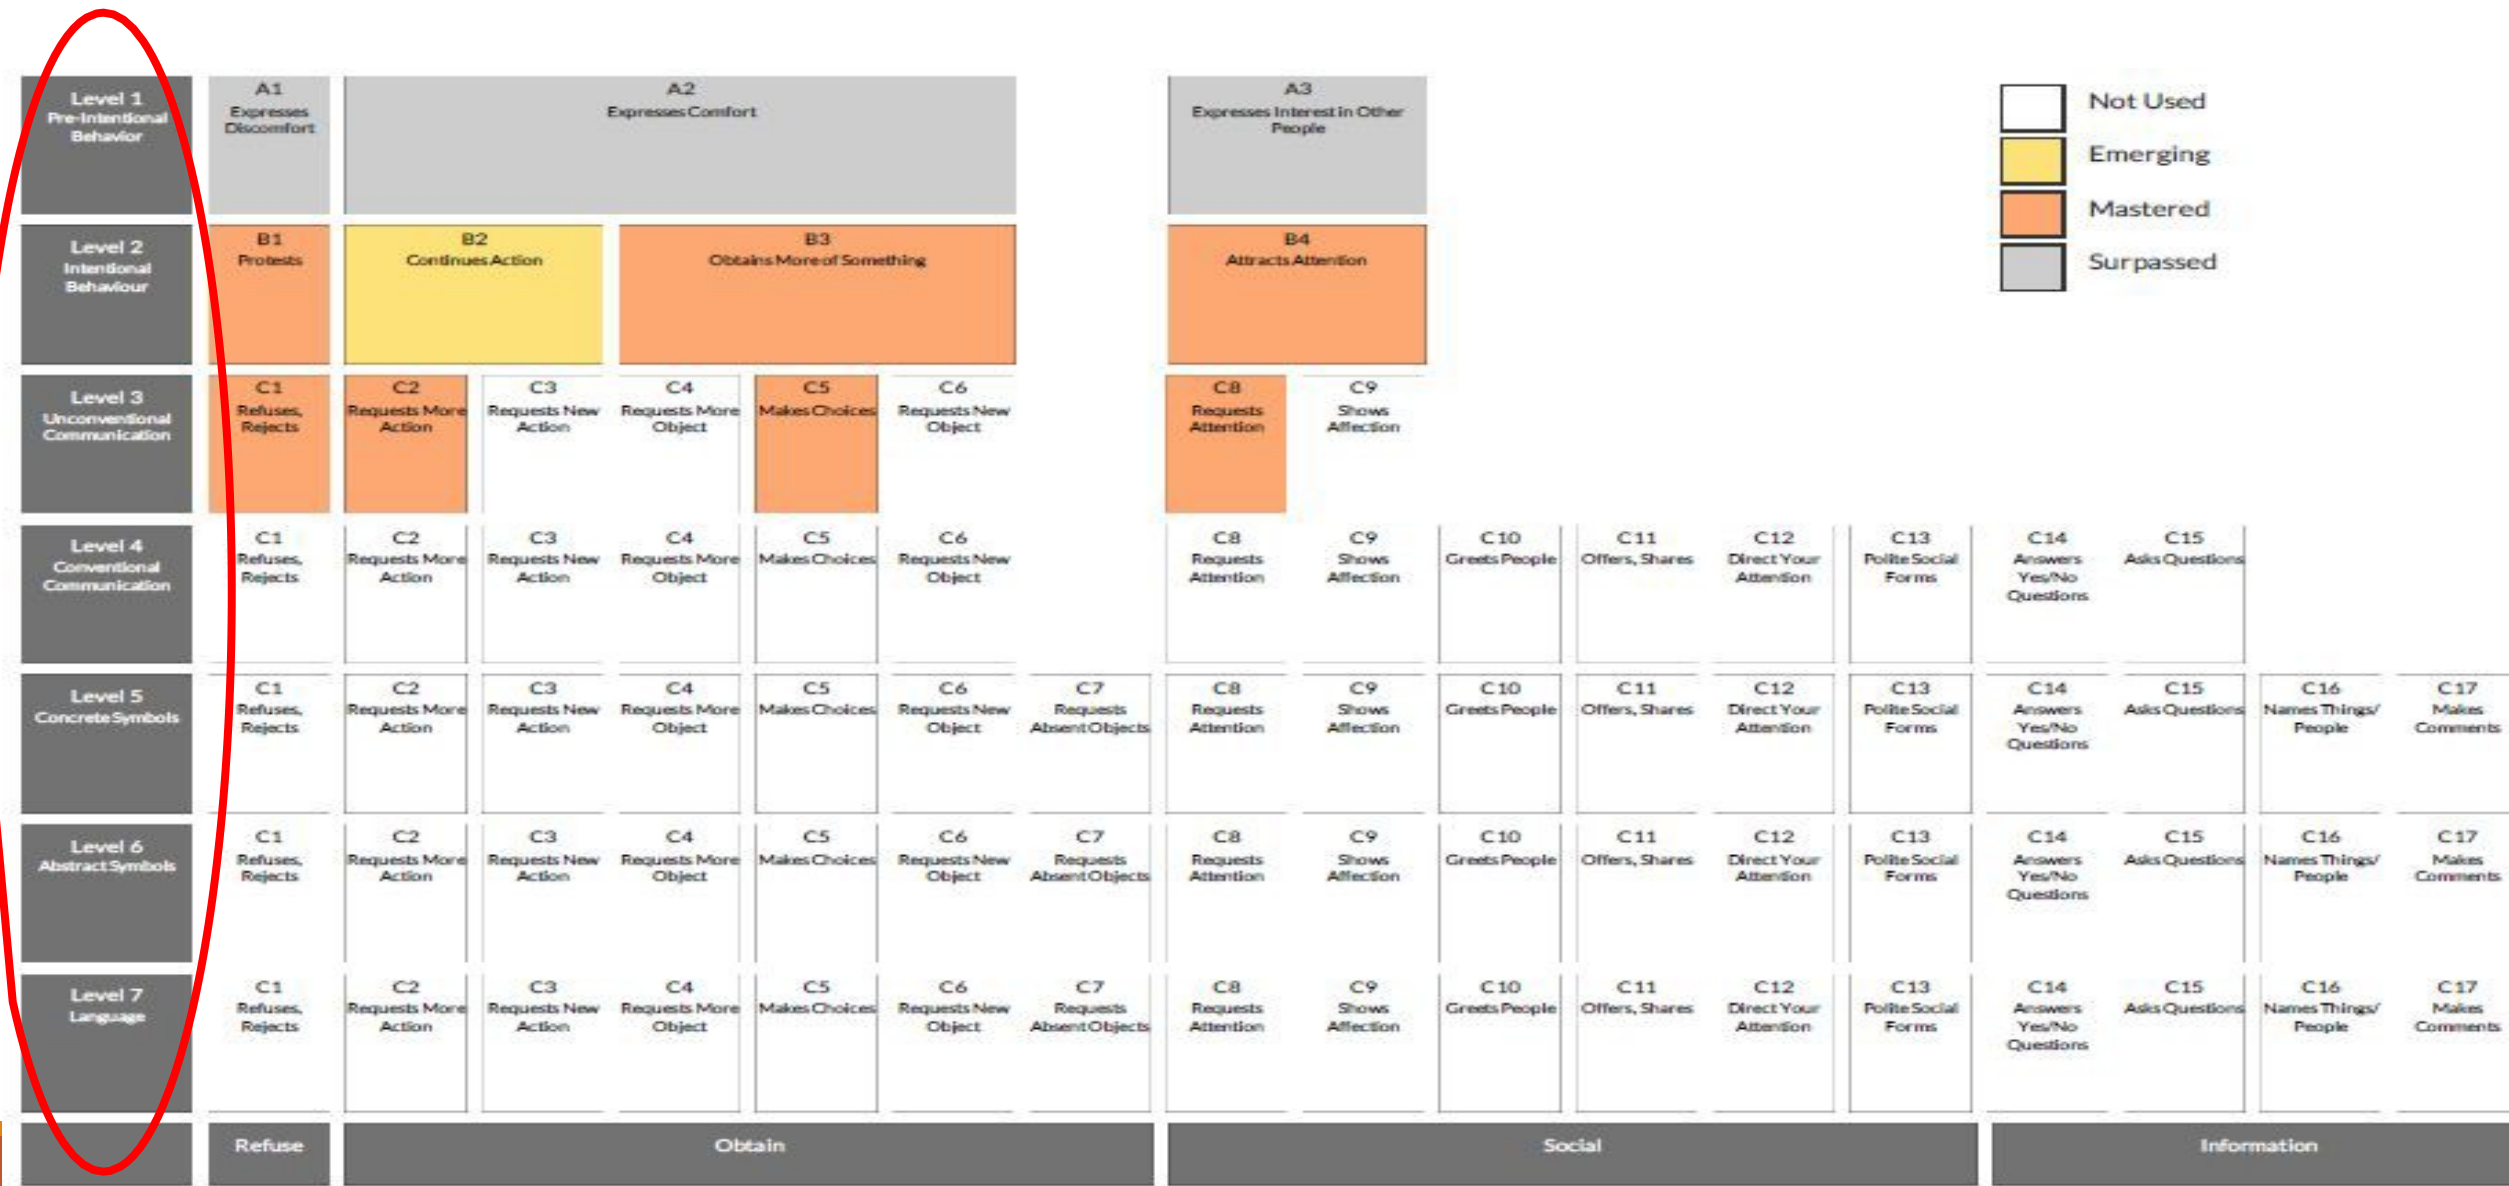 Level 1
Pre-Intentional
Behavior
A1
Expresses
Discomfort
A2
Expresses Comfort
A3
Expresses Interest in Other
People
Not Used
Emerging
Mastered
Surpassed
Level 2
Intentional
Behaviour
B1
Protests
B2
Continues Action
B3
Obtains More of Something
B4
Attracts Attention
Level 3
Unconventional
Communication
C1
Refuses,
Rejects
C2
Requests More
Action
C3
Requests New
Action
C4
Requests More
Object
C5
Makes Choices
C6
Requests New
Object
C8
Requests
Attention
C9
Shows
Affection
Level 4
Conventional
Communication
C1
Refuses,
Rejects
C2
Requests More
Action
C3
Requests New
Action
C4
Requests More
Object
C5
Makes Choices
C6
Requests New
Object
C8
Requests
Attention
C9
Shows
Affection
C10
Greets People
C11
Offers, Shares
C12
Direct Your
Attention
C13
Polite Social
Forms
C14
Answers
Yes/No
Questions
C15
Asks Questions
Level 5
Concrete Symbols
C1
Refuses,
Rejects
C2
Requests More
Action
C3
Requests New
Action
C4
Requests More
Object
C5
Makes Choices
C6
Requests New
Object
C7
Requests
Absent Objects
C8
Requests
Attention
C9
Shows
Affection
C10
Greets People
C11
Offers, Shares
C12
Direct Your
Attention
C13
Polite Social
Forms
C14
Answers
Yes/No
Questions
C15
Asks Questions
C16
Names Things/
People
C17
Makes
Comments
Level 6
Abstract Symbols
C1
Refuses,
Rejects
C2
Requests More
Action
C3
Requests New
Action
C4
Requests More
Object
C5
Makes Choices
C6
Requests New
Object
C7
Requests
Absent Objects
C8
Requests
Attention
C9
Shows
Affection
C10
Greets People
C11
Offers, Shares
C12
Direct Your
Attention
C13
Polite Social
Forms
C14
Answers
Yes/No
Questions
C15
Asks Questions
C16
Names Things/
People
C17
Makes
Comments
Level 7
Language
C1
Refuses,
Rejects
C2
Requests More
Action
C3
Requests New
Action
C4
Requests More
Object
C5
Makes Choices
C6
Requests New
Object
C7
Requests
Absent Objects
C8
Requests
Attention
C9
Shows
Affection
C10
Greets People
C11
Offers, Shares
C12
Direct Your
Attention
C13
Polite Social
Forms
C14
Answers
Yes/No
Questions
C15
Asks Questions
C16
Names Things/
People
C17
Makes
Comments
Refuse
Obtain
Social
Information